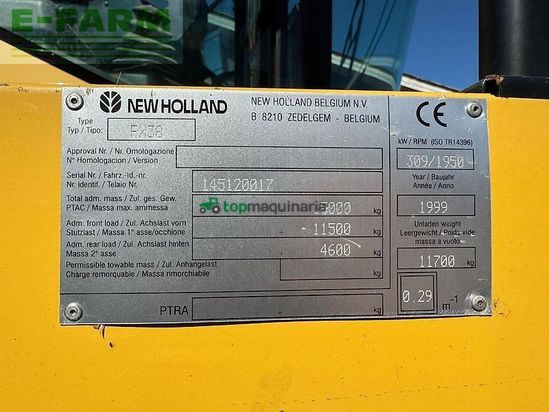 E-FARM
NEW HOLLAND
NEW HOLLAND BELGIUM N.V.
B 8210 ZEDELGEM - BELGIUM
Type
Typ / Tipo:
FX38
Approval Nr./ Nr. Omologazione
N° Homologacion / Version
Serial Nr./ Fahrz.-Id.-nr.
Nr. identif. / Telaio Nr.
145120017
Total adm. mass / Zul. ges. Gew.
PTAC / Massa max. ammessa
000 kg
topmaquinaria
Adm. front load / Zul. Achslast vorn
Stutzlast / Massa 1° asse/occhione
- 11500 kg
Adm. rear load / Zul. Achslast hinten
Massa 2° asse
- 4600 kg
Permissible towable mass / Zul. Anhangelast
Charge remorquable / Massa rimorchiabile
- kg
PTRA
- kg
CE
kW / RPM (ISO TR14396)
309/1950
Year / Baujahr
Année / Anno
1999
Unladen weight
Leergewicht / Poids vide
massa a vuoto
11700 kg
0.29 m-1